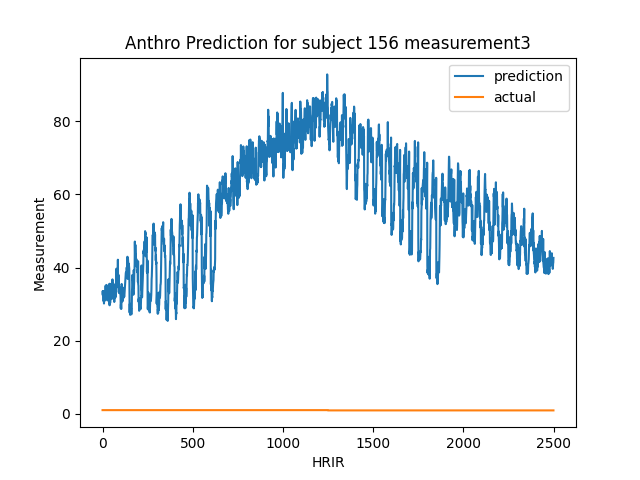 Anthro Prediction for subject 156 measurement3
prediction
actual
80
60
40
20
0
Measurement
0 500 1000 1500 2000 2500
HRIR